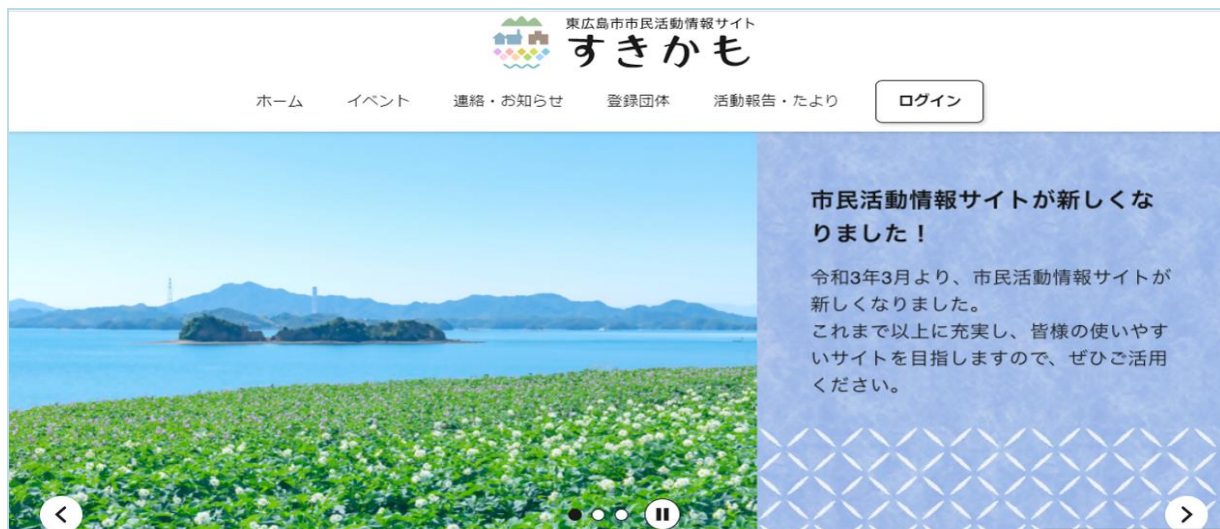 東広島市市民活動情報サイト
すきかも
ホーム イベント 連絡・お知らせ 登録団体 活動報告・たより ログイン
市民活動情報サイトが新しくな
りました！
令和3年3月より、市民活動情報サイトが
新しくなりました。
これまで以上に充実し、皆様の使いやす
いサイトを目指しますので、ぜひご活用
ください。